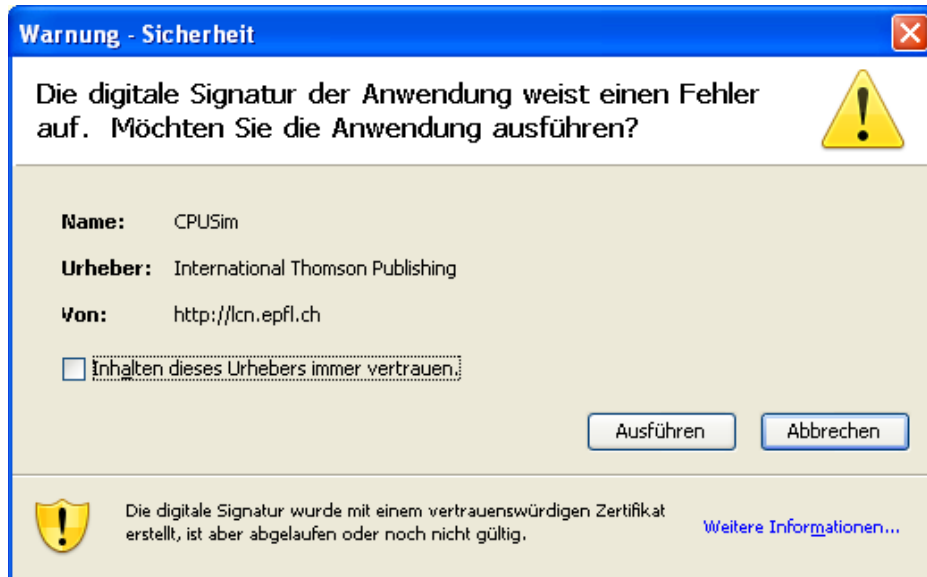 Warnung - Sicherheit
Die digitale Signatur der Anwendung weist einen Fehler
auf. Möchten Sie die Anwendung ausführen?
Name: CPUSim
Urheber: International Thomson Publishing
Von: http://lcn.epfl.ch
Inhalten dieses Urhebers immer vertrauen.
Ausführen Abbrechen
Die digitale Signatur wurde mit einem vertrauenswürdigen Zertifikat
erstellt, ist aber abgelaufen oder noch nicht gültig.
Weitere Informationen...